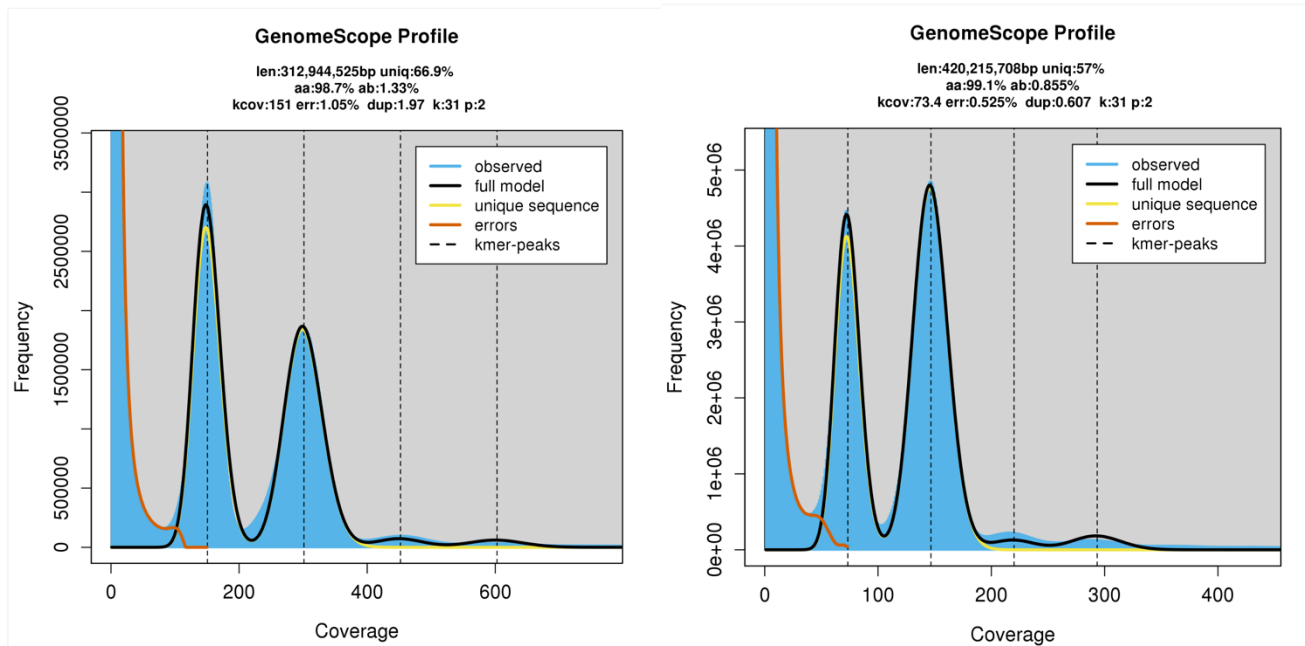 GenomeScope Profile
len:312,944,525bp uniq:66.9%
aa:98.7% ab:1.33%
kcov:151 err:1.05% dup:1.97 k:31 p:2
Frequency
3500000
2500000
1500000
500000
0
observed
full model
unique sequence
errors
kmer-peaks
0 200 400 600
Coverage
GenomeScope Profile
len:420,215,708bp uniq:57%
aa:99.1% ab:0.855%
kcov:73.4 err:0.525% dup:0.607 k:31 p:2
Frequency
5e+06
4e+06
3e+06
2e+06
1e+06
0e+00
observed
full model
unique sequence
errors
kmer-peaks
0 100 200 300 400
Coverage